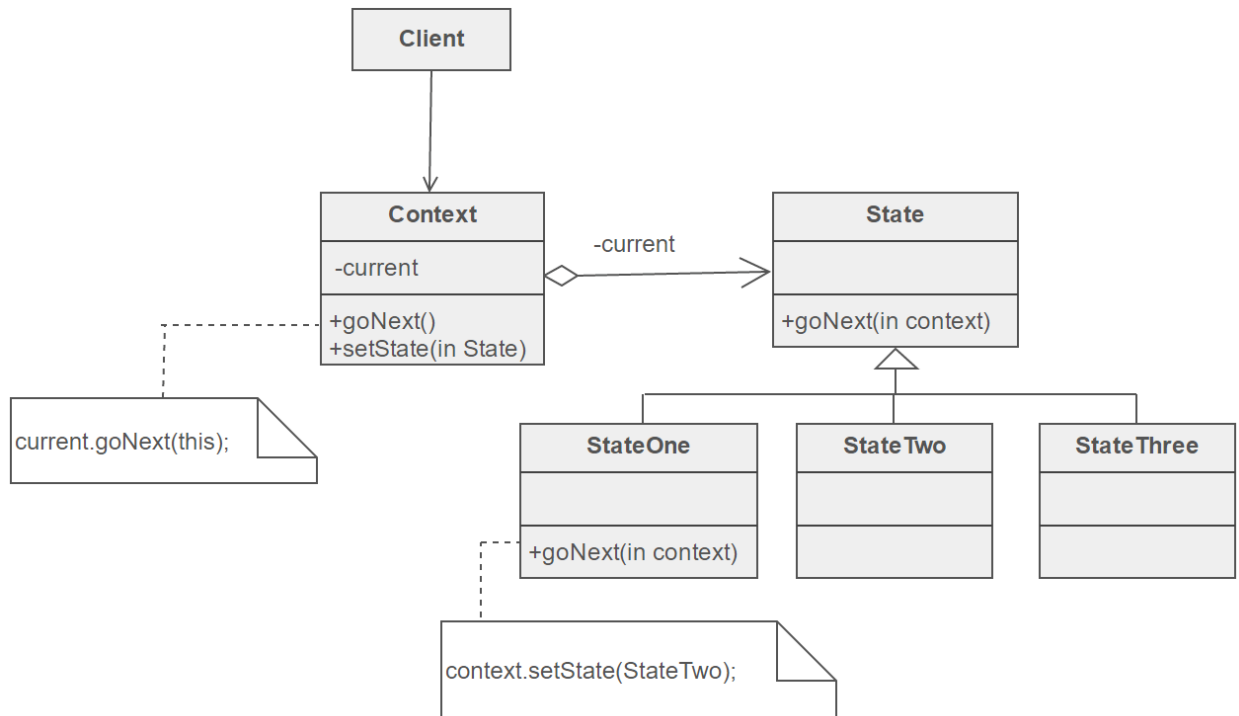 Client
Context
-current
+goNext()
+setState(in State)
-current
State
+goNext(in context)
current.goNext(this);
StateOne
+goNext(in context)
StateTwo
StateThree
context.setState(StateTwo);